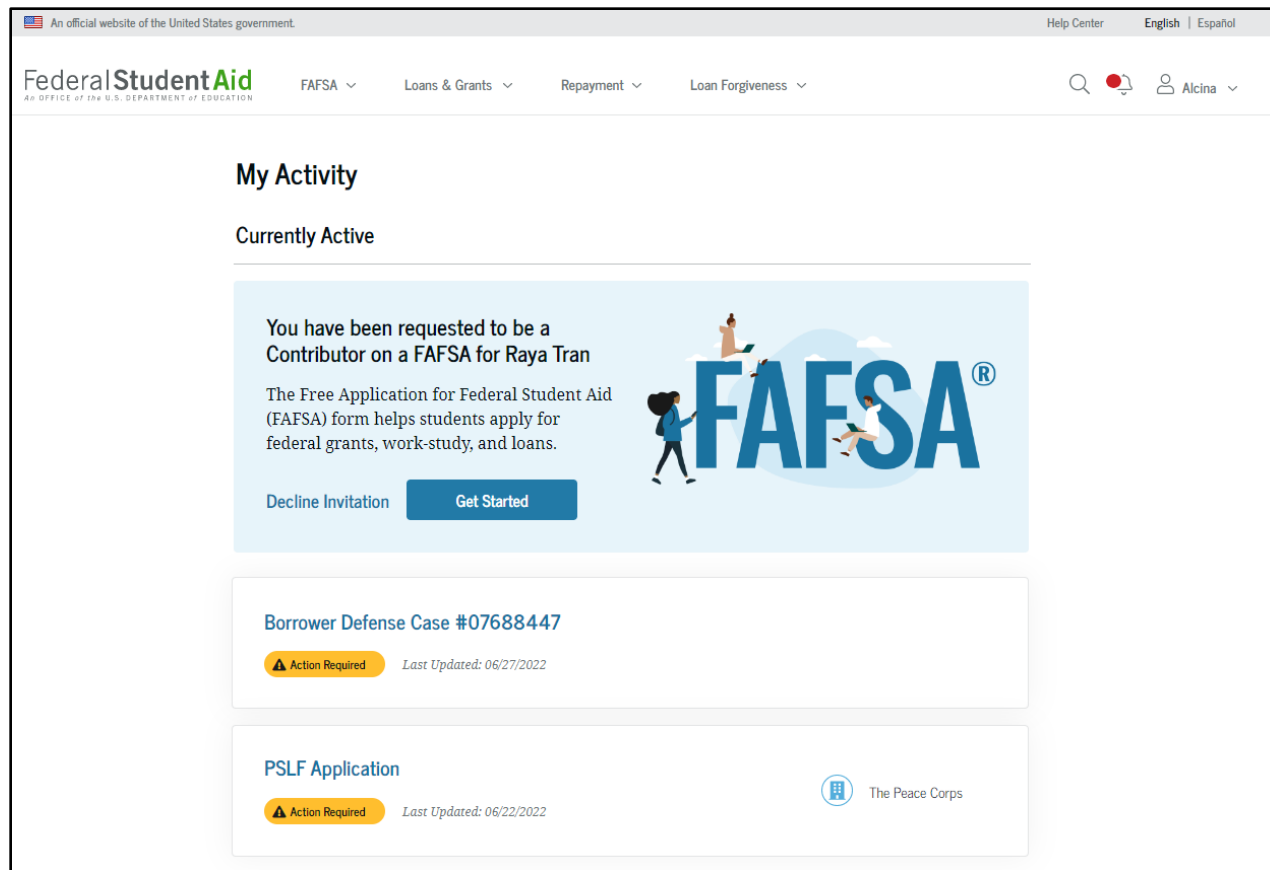 An official website of the United States government.
Help Center English | Español
Federal Student Aid
An OFFICE of the U.S. DEPARTMENT of EDUCATION
FAFSA Loans & Grants Repayment Loan Forgiveness
Alcina
My Activity
Currently Active
You have been requested to be a
Contributor on a FAFSA for Raya Tran
The Free Application for Federal Student Aid
(FAFSA) form helps students apply for
federal grants, work-study, and loans.
Decline Invitation Get Started
FAFSA®
Borrower Defense Case #07688447
Action Required Last Updated: 06/27/2022
PSLF Application
Action Required Last Updated: 06/22/2022
The Peace Corps